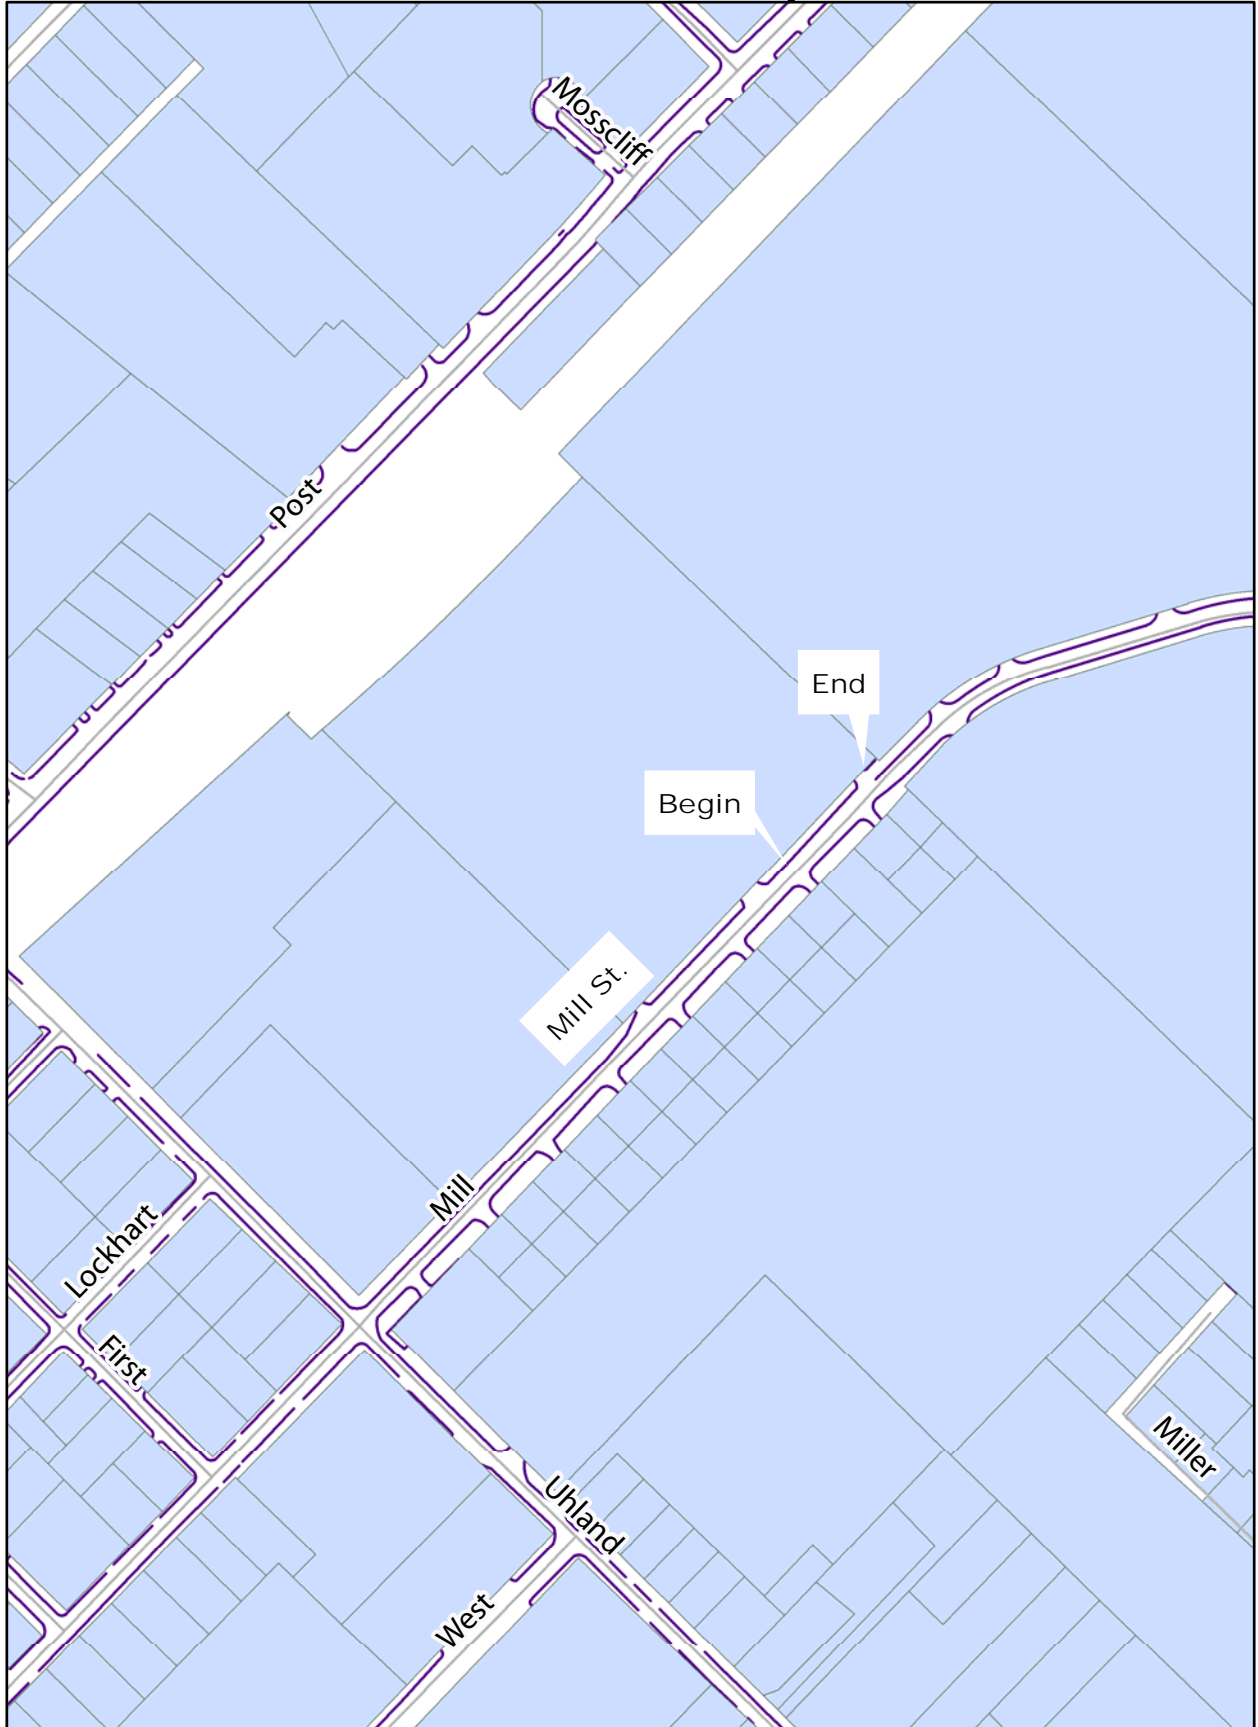 Mosscliff
Post
End
Begin
Mill St.
Mill
Lockhart
First
Miller
Uhland
West